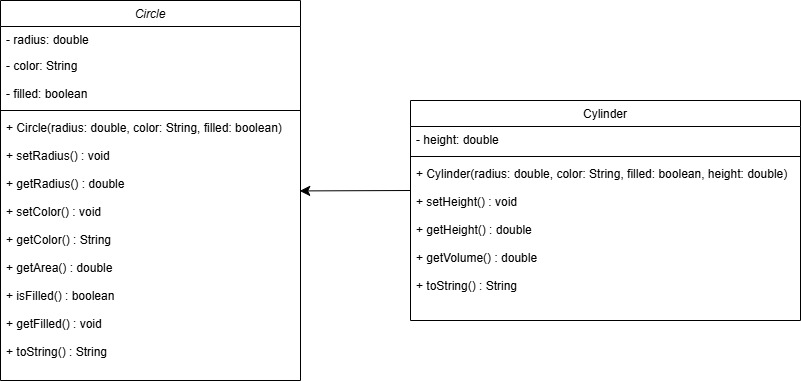 Circle
- radius: double
- color: String
- filled: boolean
+ Circle(radius: double, color: String, filled: boolean)
+ setRadius() : void
+ getRadius() : double
+ setColor() : void
+ getColor() : String
+ getArea() : double
+ isFilled() : boolean
+ getFilled() : void
+ toString() : String
Cylinder
- height: double
+ Cylinder(radius: double, color: String, filled: boolean, height: double)
+ setHeight() : void
+ getHeight() : double
+ getVolume() : double
+ toString() : String